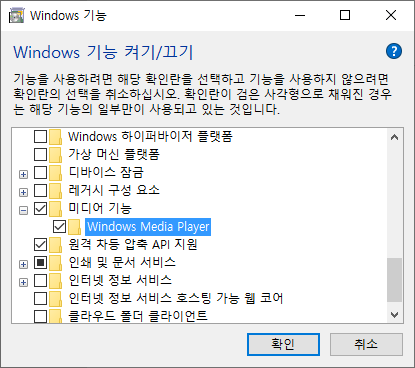 Windows 기능
Windows 기능 켜기/끄기
기능을 사용하려면 해당 확인란을 선택하고 기능을 사용하지 않으려면
확인란의 선택을 취소하십시오. 확인란이 검은 사각형으로 채워진 경우
는 해당 기능의 일부만이 사용되고 있는 것입니다.
Windows 하이퍼바이저 플랫폼
가상 머신 플랫폼
디바이스 잠금
레거시 구성 요소
미디어 기능
Windows Media Player
원격 차등 압축 API 지원
인쇄 및 문서 서비스
인터넷 정보 서비스
인터넷 정보 서비스 호스팅 가능 웹 코어
클라우드 폴더 클라이언트
확인
취소